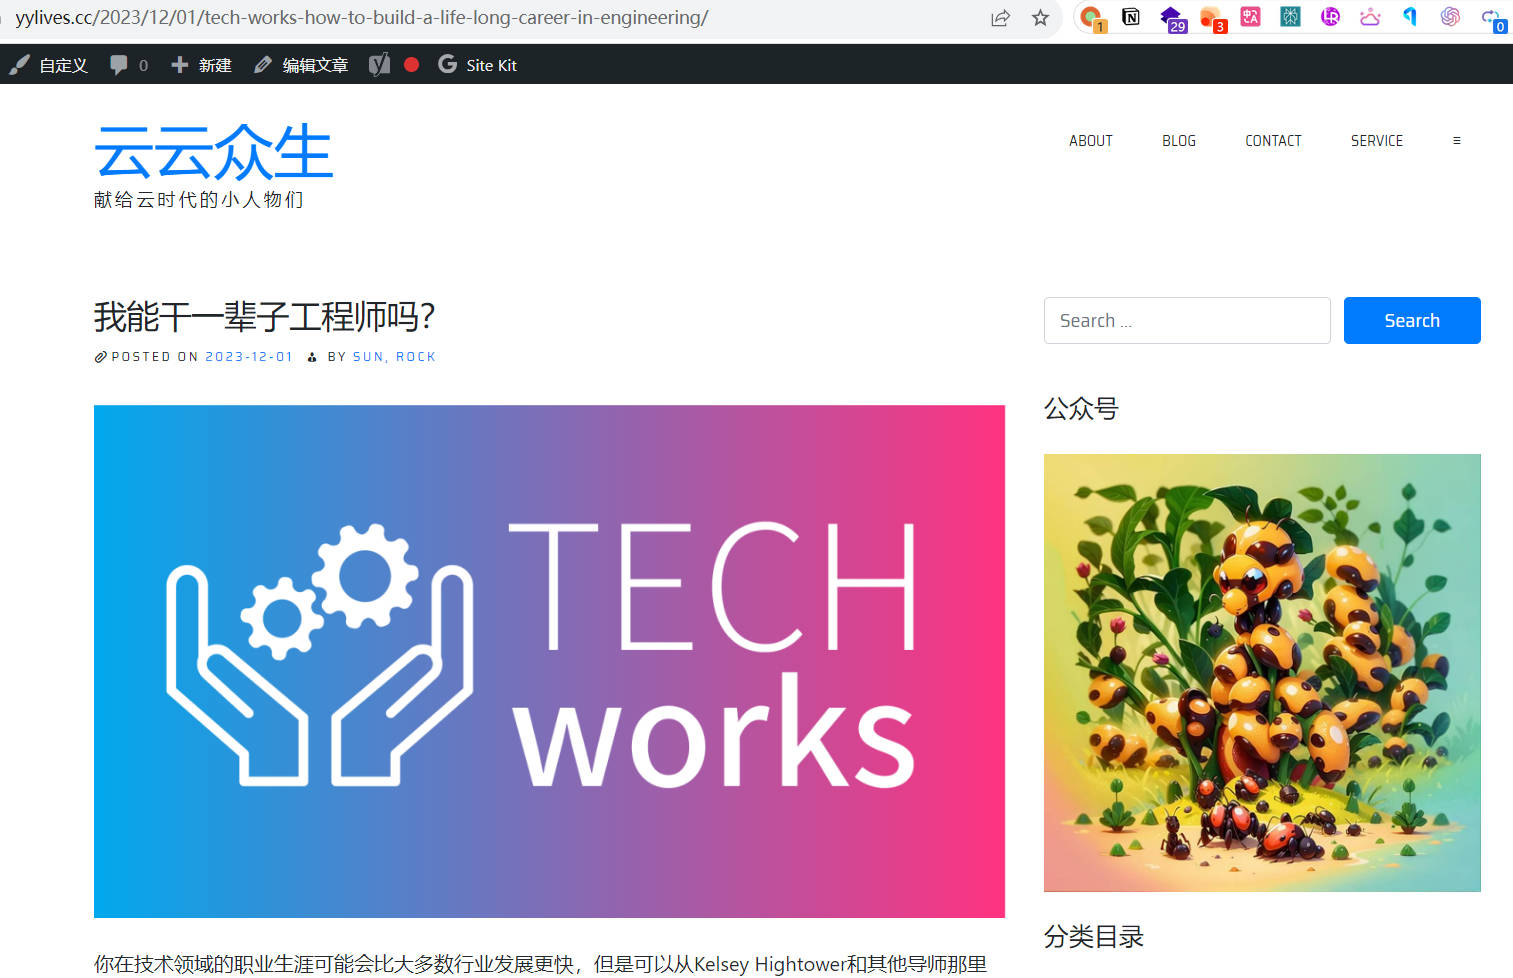 yylives.cc/2023/12/01/tech-works-how-to-build-a-life-long-career-in-engineering/
1
29
3
0
自定义 0 新建 编辑文章 Site Kit
云云众生
献给云时代的小人物们
ABOUT BLOG CONTACT SERVICE
我能干一辈子工程师吗？
POSTED ON 2023-12-01 BY SUN, ROCK
TECH
works
你在技术领域的职业生涯可能会比大多数行业发展更快，但是可以从Kelsey Hightower和其他导师那里
Search ...
Search
公众号
分类目录